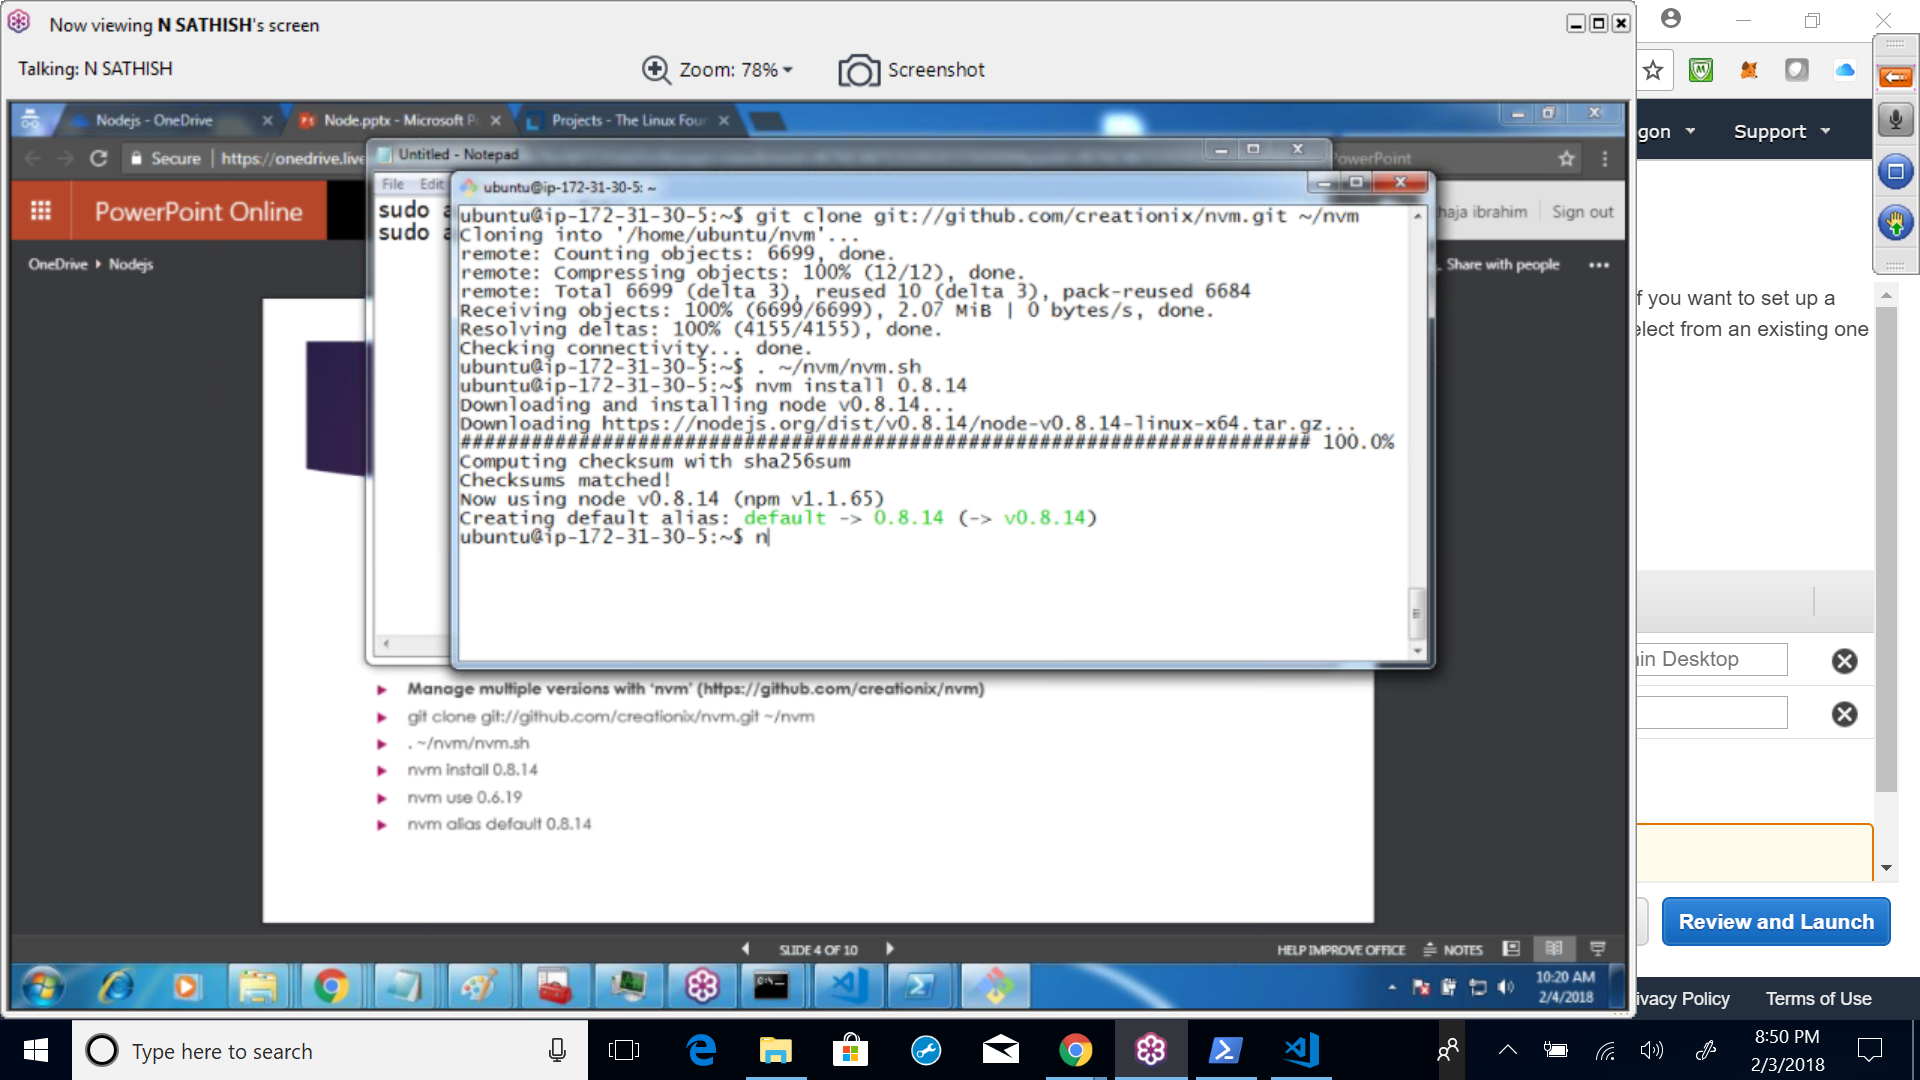 Now viewing N SATHISH's screen
Talking: N SATHISH
Zoom: 78%
Screenshot
Nodejs - OneDrive
Node.pptx - Microsoft P
Projects - The Linux Four
Secure
https://onedrive.live
PowerPoint
gon
Support
Untitled - Notepad
File Edit
sudo a
sudo a
PowerPoint Online
haja ibrahim
Sign out
OneDrive
Nodejs
Share with people
ubuntu@ip-172-31-30-5: ~
ubuntu@ip-172-31-30-5:~$ git clone git://github.com/creationix/nvm.git ~/nvm
Cloning into '/home/ubuntu/nvm'...
remote: Counting objects: 6699, done.
remote: Compressing objects: 100% (12/12), done.
remote: Total 6699 (delta 3), reused 10 (delta 3), pack-reused 6684
Receiving objects: 100% (6699/6699), 2.07 MiB | 0 bytes/s, done.
Resolving deltas: 100% (4155/4155), done.
Checking connectivity... done.
ubuntu@ip-172-31-30-5:~$ . ~/nvm/nvm.sh
ubuntu@ip-172-31-30-5:~$ nvm install 0.8.14
Downloading and installing node v0.8.14...
Downloading https://nodejs.org/dist/v0.8.14/node-v0.8.14-linux-x64.tar.gz...
######################################################################## 100.0%
Computing checksum with sha256sum
Checksums matched!
Now using node v0.8.14 (npm v1.1.65)
Creating default alias: default -> 0.8.14 (-> v0.8.14)
ubuntu@ip-172-31-30-5:~$ n
Manage multiple versions with 'nvm' (https://github.com/creationix/nvm)
git clone git://github.com/creationix/nvm.git ~/nvm
. ~/nvm/nvm.sh
nvm install 0.8.14
nvm use 0.6.19
nvm alias default 0.8.14
f you want to set up a
elect from an existing one
in Desktop
Review and Launch
SLIDE 4 OF 10
HELP IMPROVE OFFICE
NOTES
10:20 AM
2/4/2018
ivacy Policy
Terms of Use
Type here to search
8:50 PM
2/3/2018